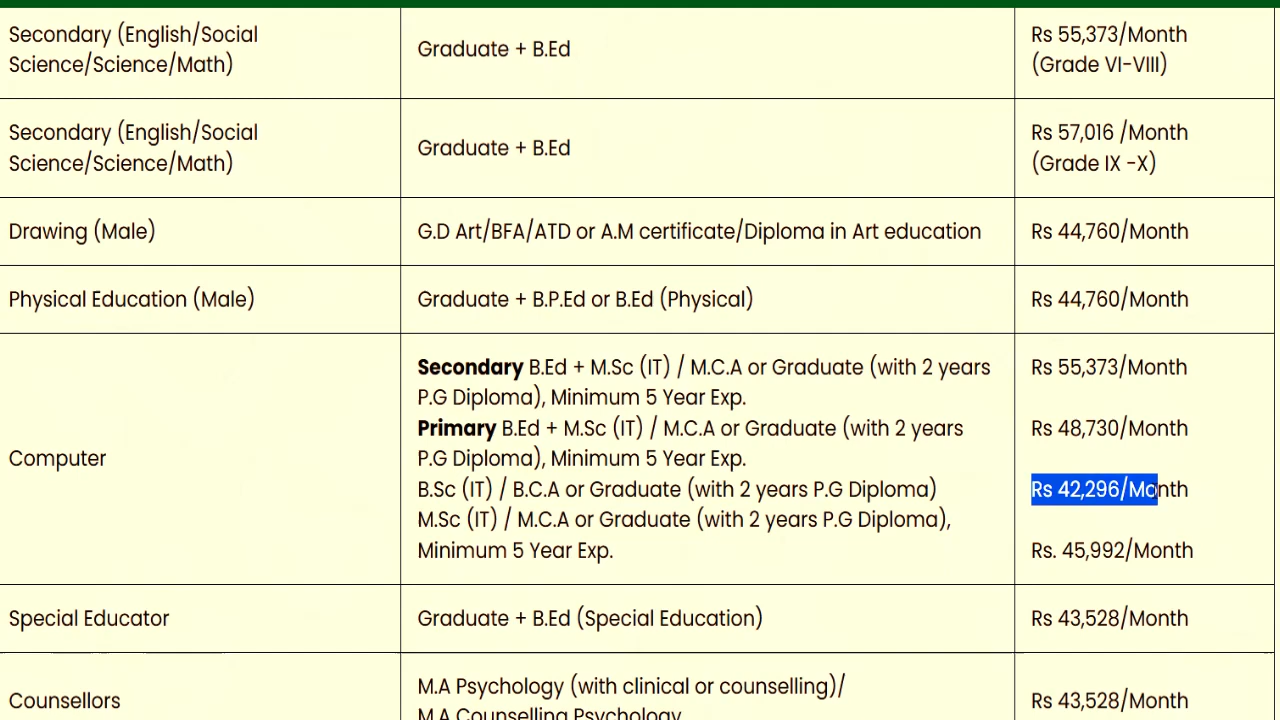 Secondary (English/Social
Science/Science/Math)
Graduate + B.Ed
Rs 55,373/Month
(Grade VI-VIII)
Secondary (English/Social
Science/Science/Math)
Graduate + B.Ed
Rs 57,016 /Month
(Grade IX -X)
Drawing (Male)
G.D Art/BFA/ATD or A.M certificate/Diploma in Art education
Rs 44,760/Month
Physical Education (Male)
Graduate + B.P.Ed or B.Ed (Physical)
Rs 44,760/Month
Computer
Secondary B.Ed + M.Sc (IT) / M.C.A or Graduate (with 2 years
P.G Diploma), Minimum 5 Year Exp.
Primary B.Ed + M.Sc (IT) / M.C.A or Graduate (with 2 years
P.G Diploma), Minimum 5 Year Exp.
B.Sc (IT) / B.C.A or Graduate (with 2 years P.G Diploma)
M.Sc (IT) / M.C.A or Graduate (with 2 years P.G Diploma),
Minimum 5 Year Exp.
Rs 55,373/Month
Rs 48,730/Month
Rs 42,296/Month
Rs. 45,992/Month
Special Educator
Graduate + B.Ed (Special Education)
Rs 43,528/Month
Counsellors
M.A Psychology (with clinical or counselling)/
M.A Counselling Psychology
Rs 43,528/Month